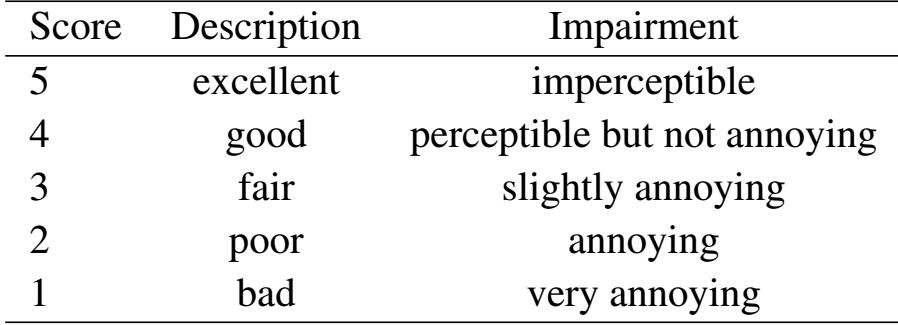 Score Description Impairment
5 excellent imperceptible
4 good perceptible but not annoying
3 fair slightly annoying
2 poor annoying
1 bad very annoying